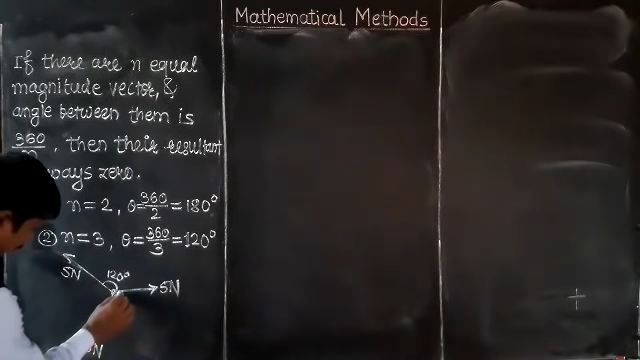 Mathematical Methods
If there are n equal
magnitude vector, &
angle between them is
360, then their resultant
ways zero.
n=2, θ=360/2=180°
② n=3, θ=360/3=120°
120°
5N
5N
N